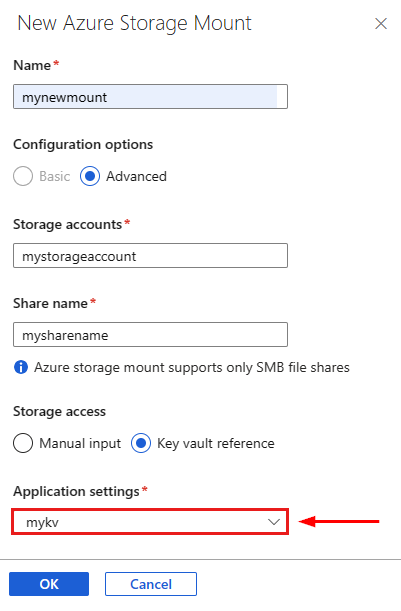 New Azure Storage Mount
Name*
mynewmount
Configuration options
Basic Advanced
Storage accounts*
mystorageaccount
Share name*
mysharename
Azure storage mount supports only SMB file shares
Storage access
Manual input Key vault reference
Application settings*
mykv
OK Cancel